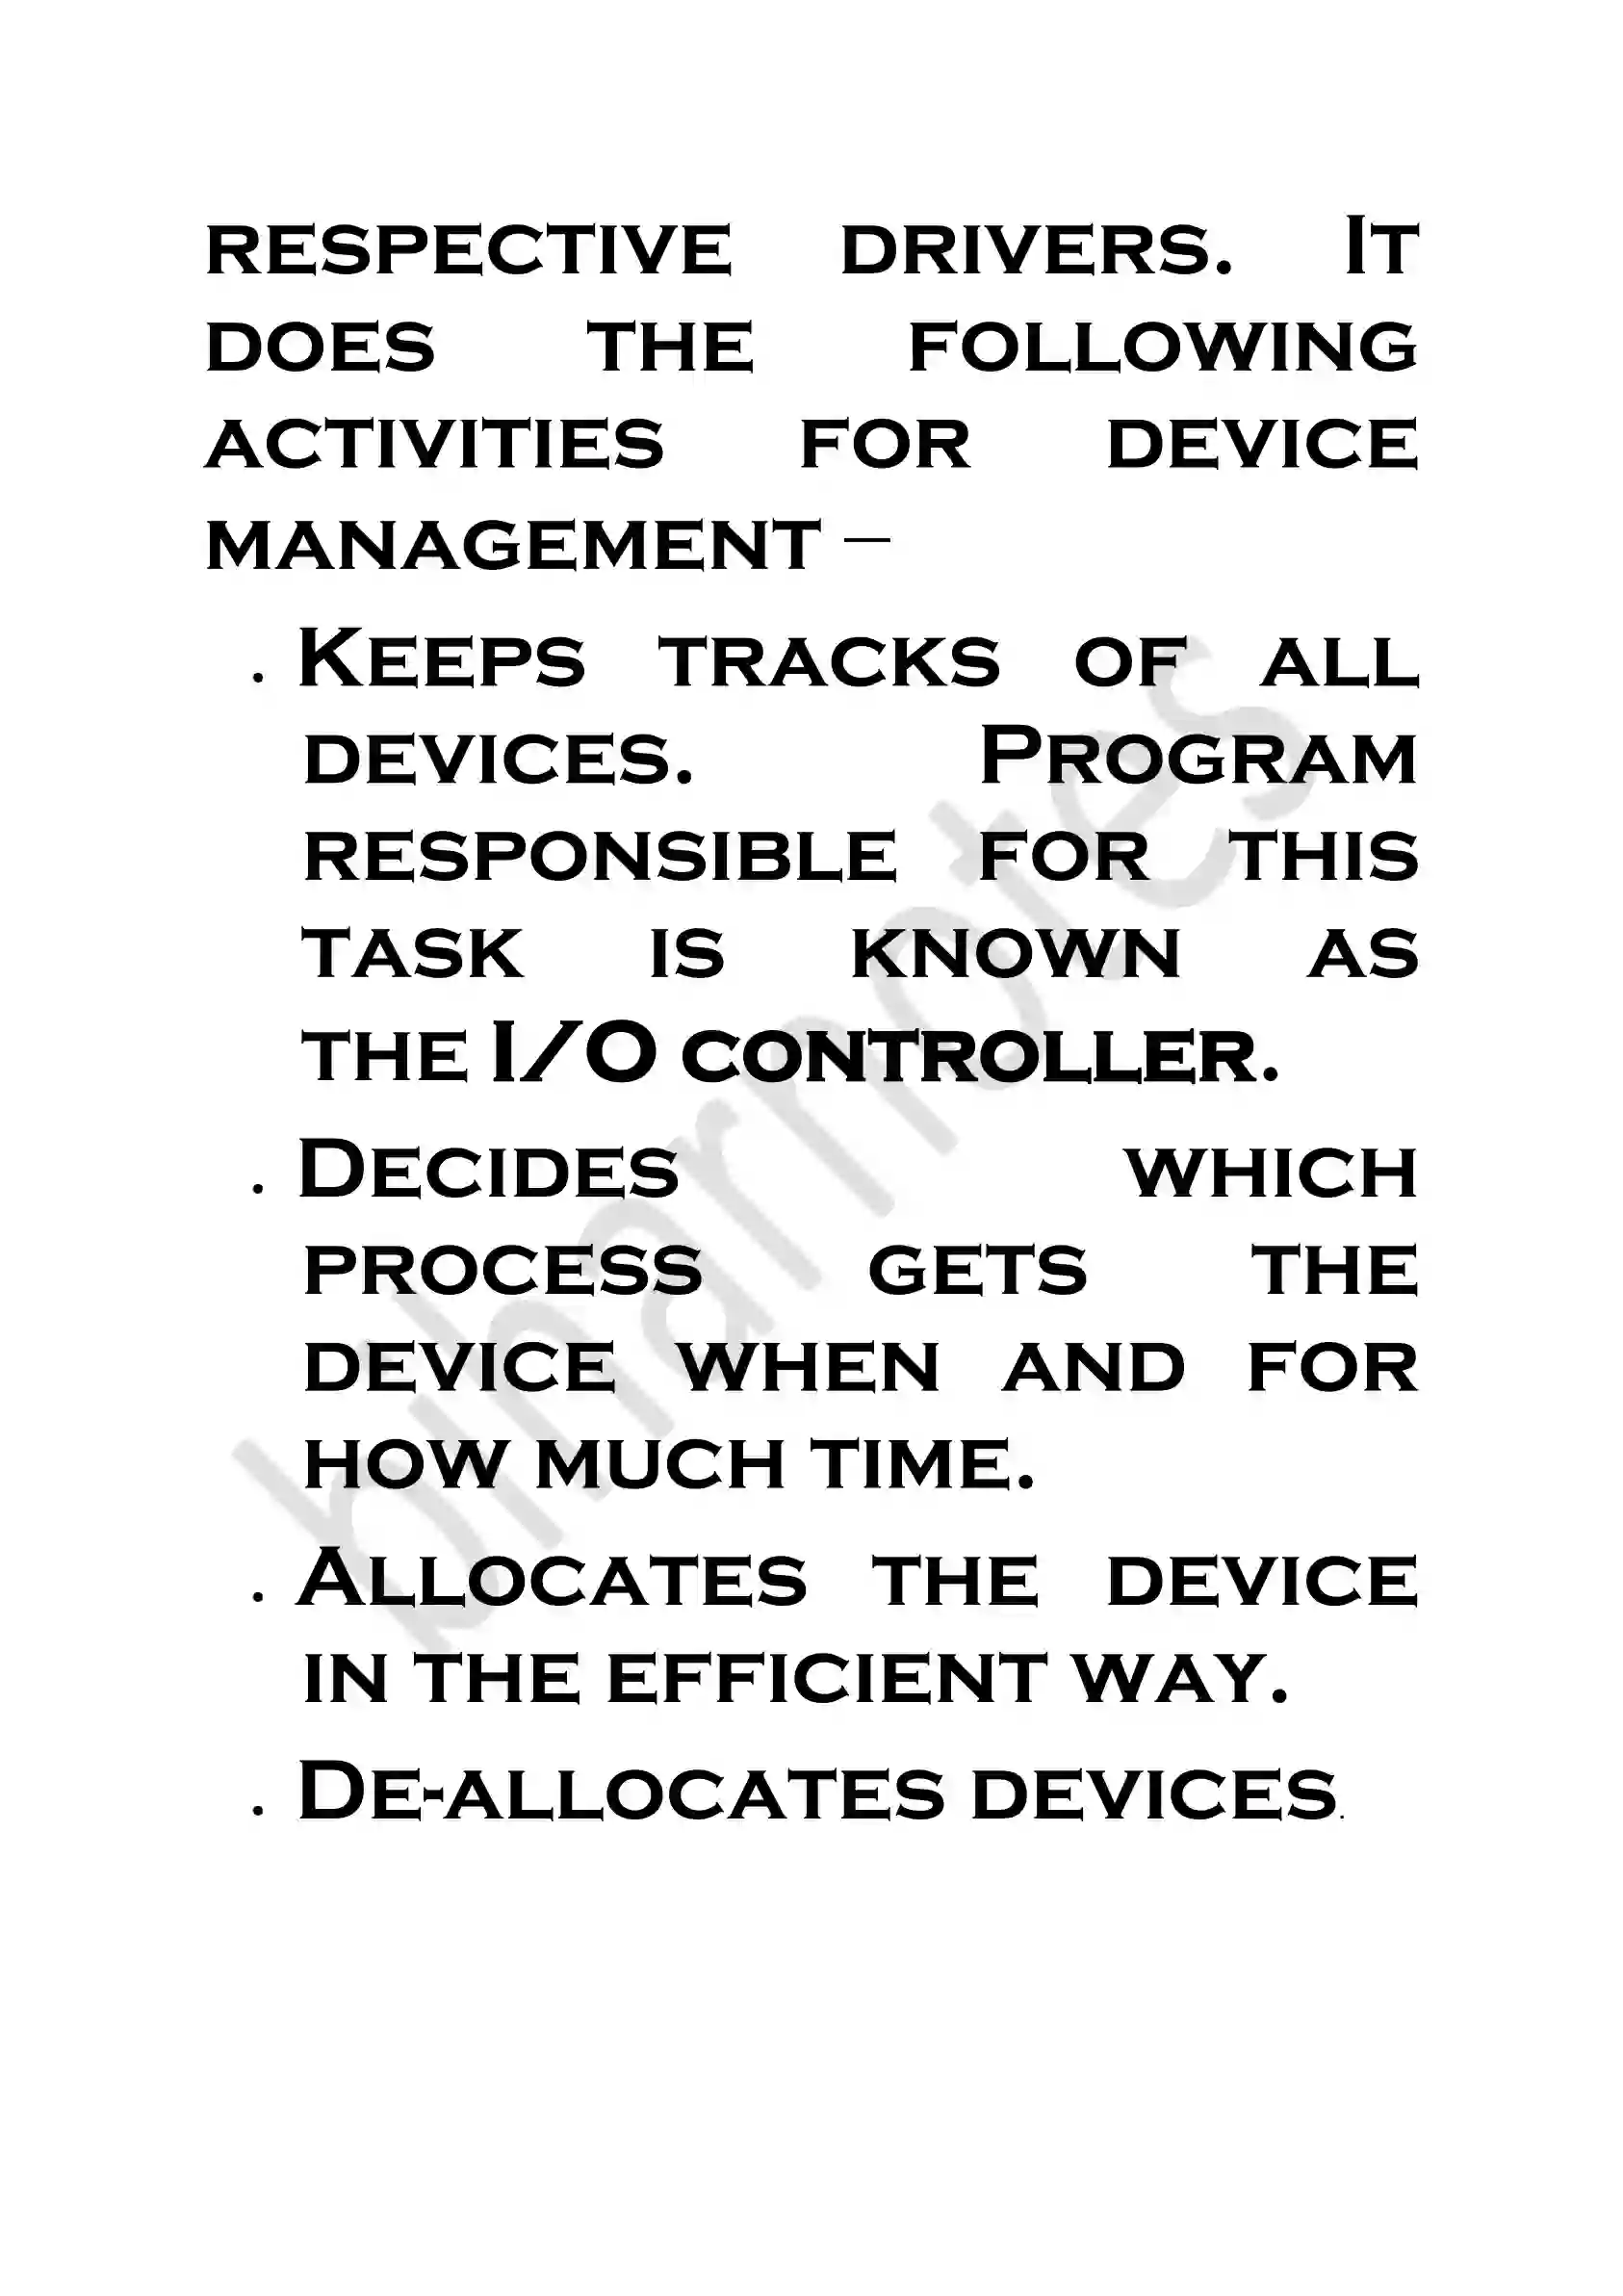 respective drivers. It
does the following
activities for device
management –
. Keeps tracks of all
devices. Program
responsible for this
task is known as
the I/O controller.
. Decides which
process gets the
device when and for
how much time.
. Allocates the device
in the efficient way.
. De-allocates devices.
biharnotes